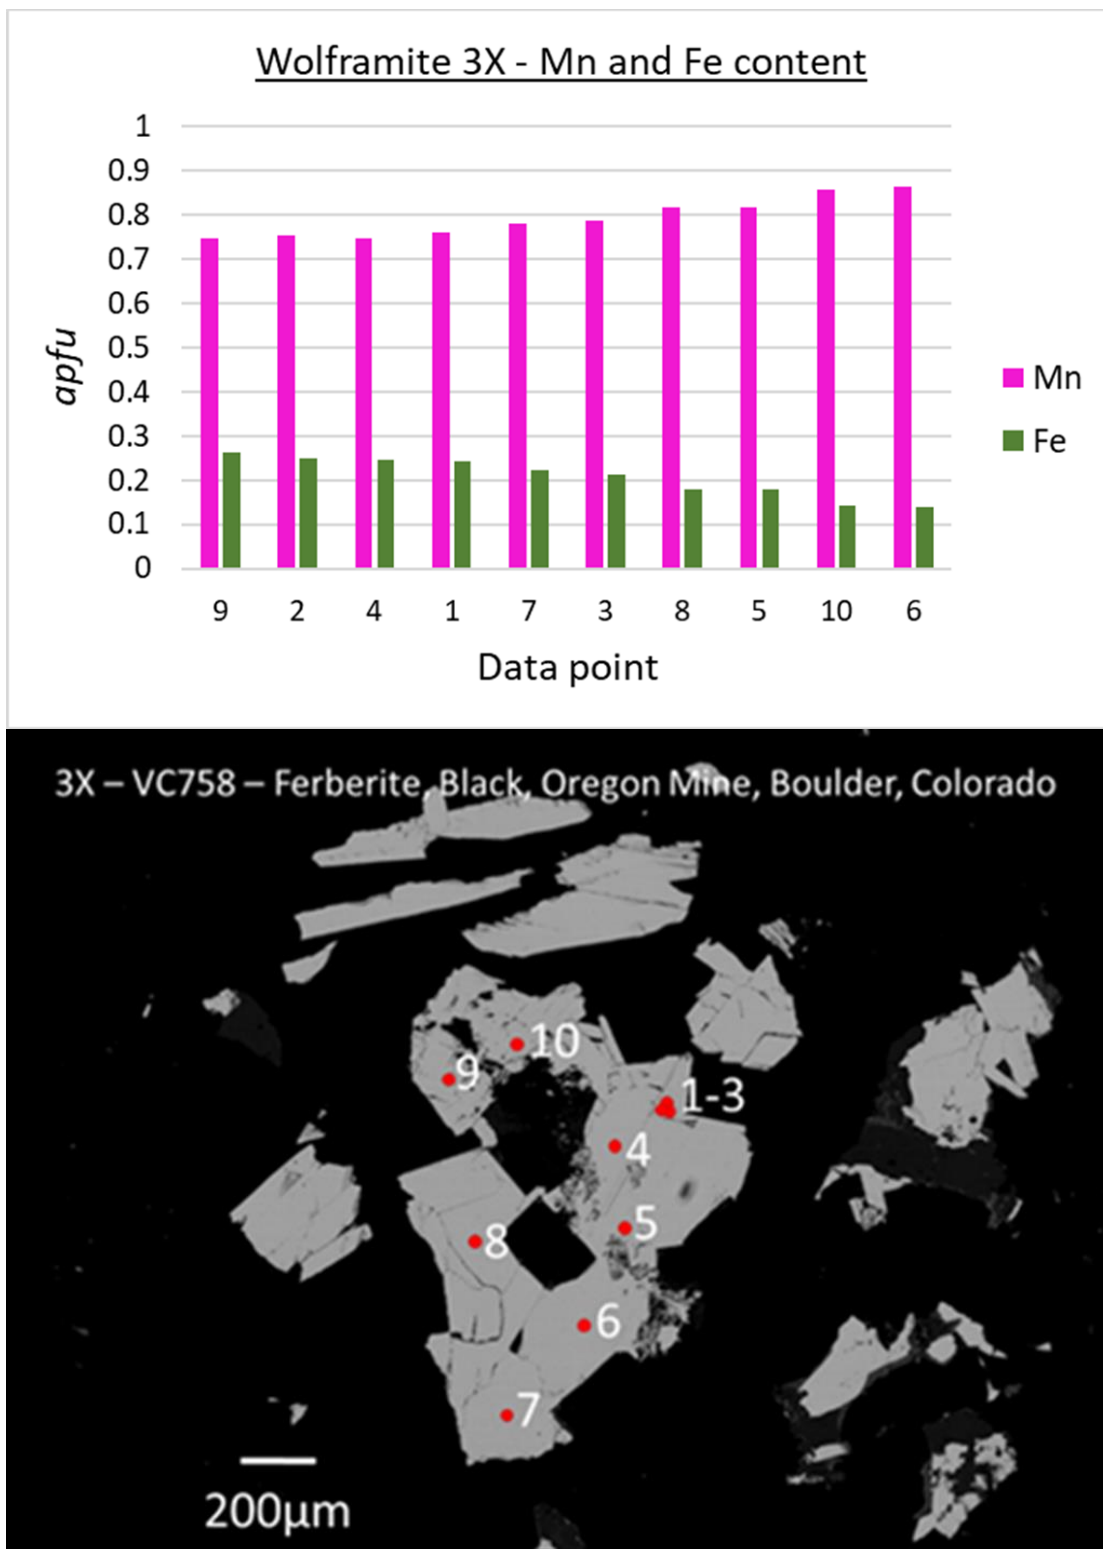 Wolframite 3X - Mn and Fe content
1
0.9
0.8
0.7
0.6
0.5
0.4
0.3
0.2
0.1
0
apfu
9 2 4 1 7 3 8 5 10 6
Data point
Mn
Fe
3X – VC758 – Ferberite, Black, Oregon Mine, Boulder, Colorado
10
9
1-3
4
5
8
6
7
200µm